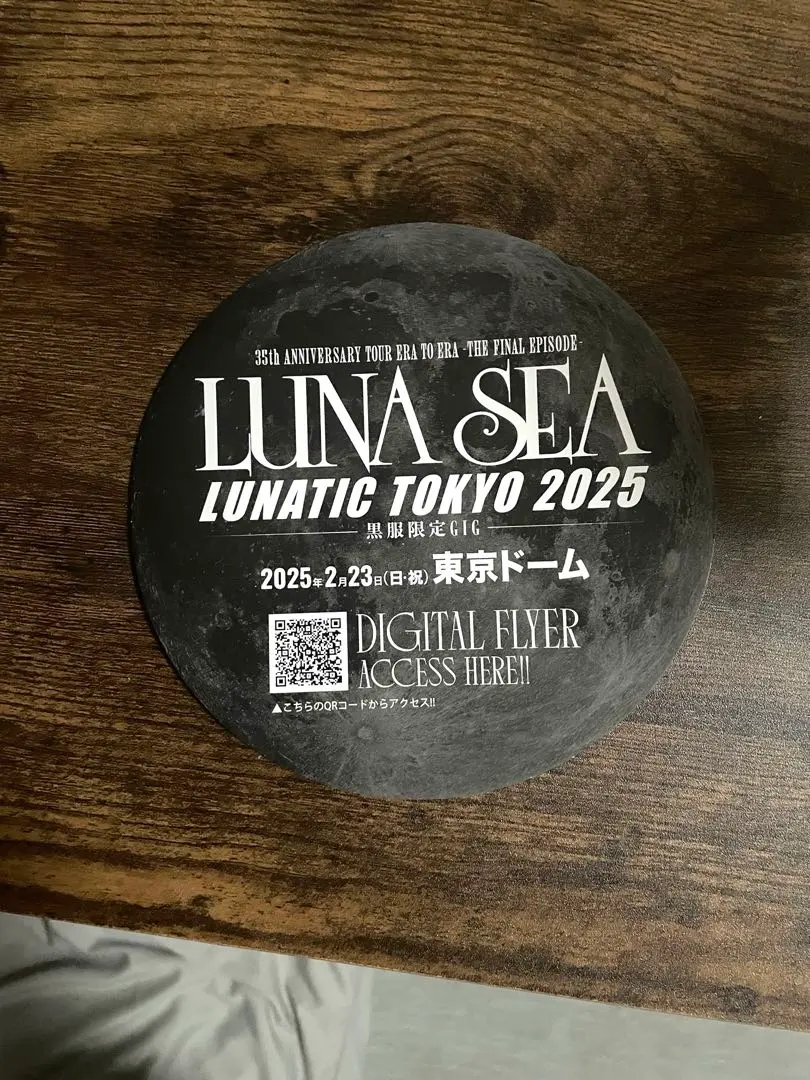 35th ANNIVERSARY TOUR ERA TO ERA -THE FINAL EPISODE-
LUNA SEA
LUNATIC TOKYO 2025
黒服限定GIG
2025年2月23日(日・祝) 東京ドーム
DIGITAL FLYER
ACCESS HERE!!
▲こちらのQRコードからアクセス!!